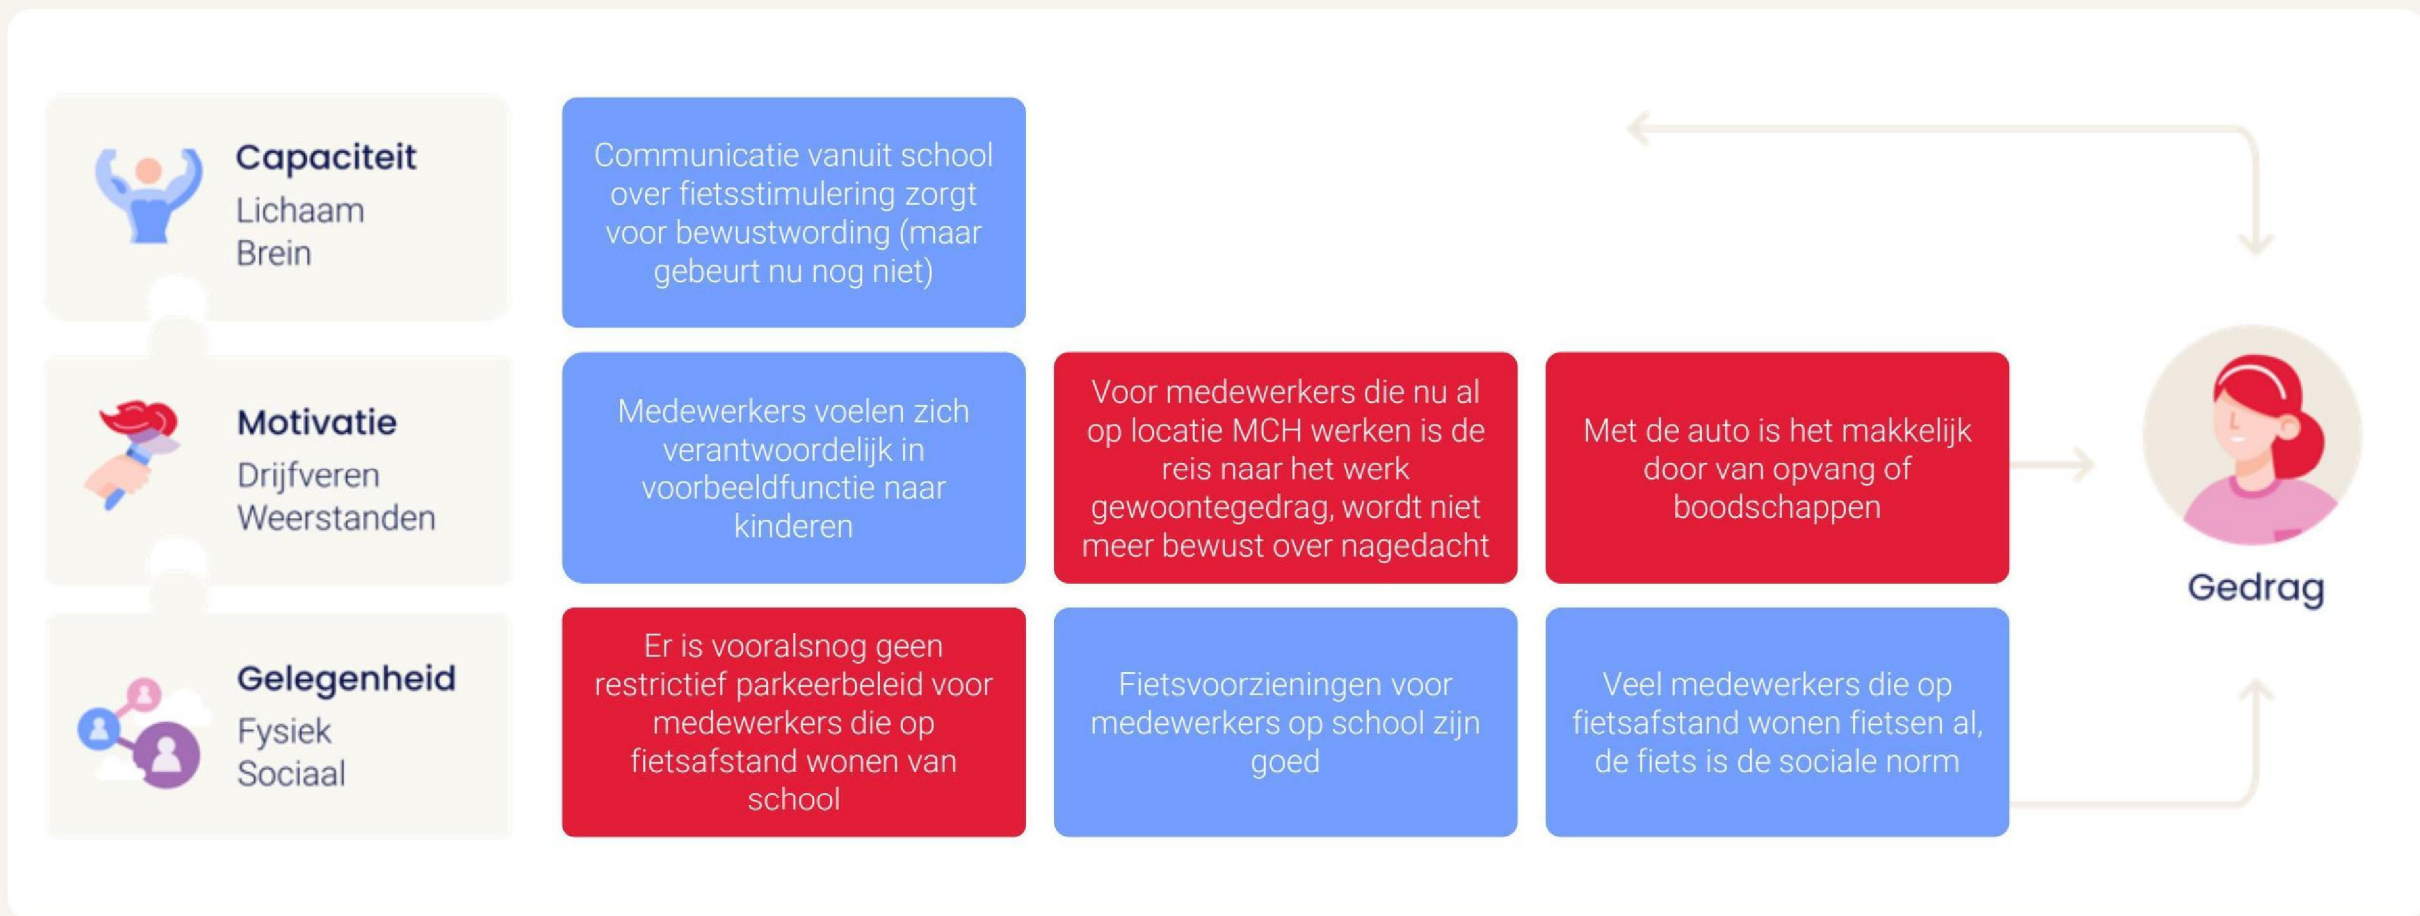 Capaciteit
Lichaam
Brein
Communicatie vanuit school
over fietsstimulering zorgt
voor bewustwording (maar
gebeurt nu nog niet)
Motivatie
Drijfveren
Weerstanden
Medewerkers voelen zich
verantwoordelijk in
voorbeeldfunctie naar
kinderen
Voor medewerkers die nu al
op locatie MCH werken is de
reis naar het werk
gewoontegedrag, wordt niet
meer bewust over nagedacht
Met de auto is het makkelijk
door van opvang of
boodschappen
Gedrag
Gelegenheid
Fysiek
Sociaal
Er is vooralsnog geen
restrictief parkeerbeleid voor
medewerkers die op
fietsafstand wonen van
school
Fietsvoorzieningen voor
medewerkers op school zijn
goed
Veel medewerkers die op
fietsafstand wonen fietsen al,
de fiets is de sociale norm